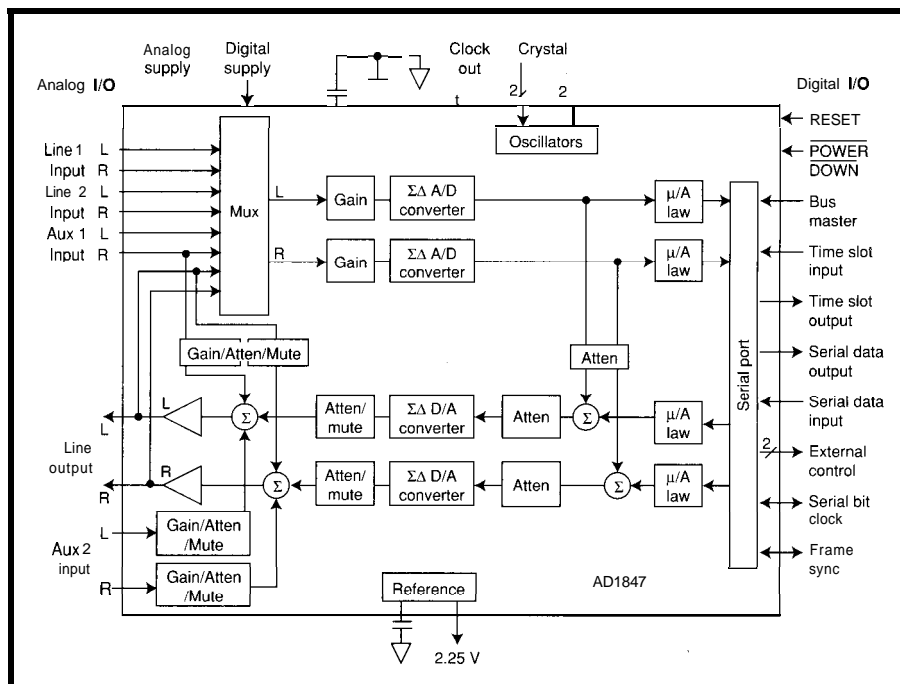 Analog Digital Clock Crystal
supply supply out
Analog I/O Digital I/O
t 2 2
Oscillators
RESET
POWER
DOWN
Line 1 L
Input R
Line 2 L
Input R
Aux 1 L
Input R
Mux
L
Gain
ΣΔ A/D
converter
μ/A
law
R
Gain
ΣΔ A/D
converter
μ/A
law
Serial port
Bus
master
Time slot
input
Time slot
output
Serial data
output
Serial data
input
2
External
control
Serial bit
clock
Frame
sync
Gain/Atten/Mute
Atten
L
Σ
Atten/
mute
ΣΔ D/A
converter
Atten
Σ
μ/A
law
L
Line
output
R
R
Σ
Atten/
mute
ΣΔ D/A
converter
Atten
Σ
μ/A
law
L
Aux 2
input
R
Gain/Atten
/Mute
Gain/Atten
/Mute
Reference
AD1847
2.25 V